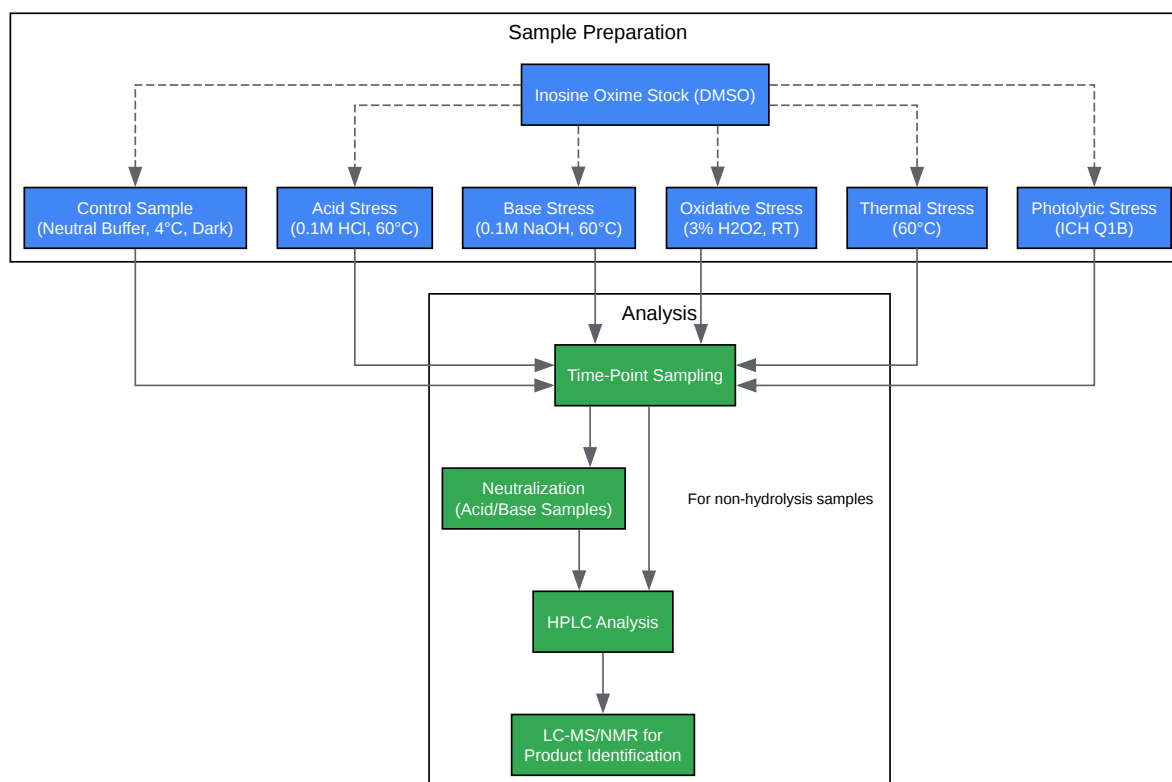 Sample Preparation
Inosine Oxime Stock (DMSO)
Control Sample
(Neutral Buffer, 4°C, Dark)
Acid Stress
(0.1M HCl, 60°C)
Base Stress
(0.1M NaOH, 60°C)
Oxidative Stress
(3% H2O2, RT)
Thermal Stress
(60°C)
Photolytic Stress
(ICH Q1B)
Analysis
Time-Point Sampling
Neutralization
(Acid/Base Samples)
For non-hydrolysis samples
HPLC Analysis
LC-MS/NMR for
Product Identification